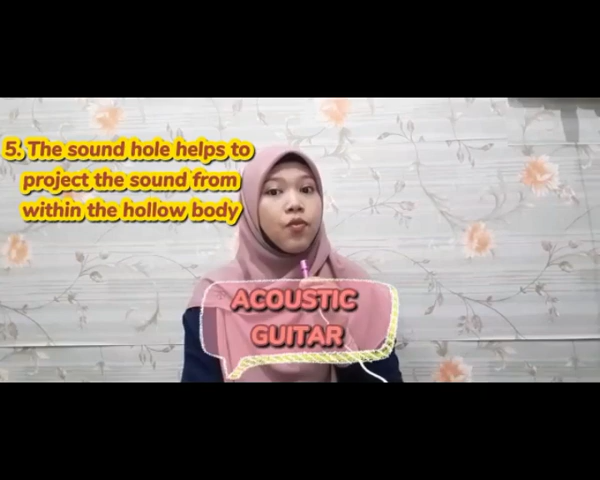 5. The sound hole helps to
project the sound from
within the hollow body
ACOUSTIC
GUITAR